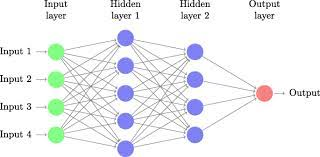 Input layer
Hidden layer 1
Hidden layer 2
Output layer
Input 1
Input 2
Input 3
Input 4
Output